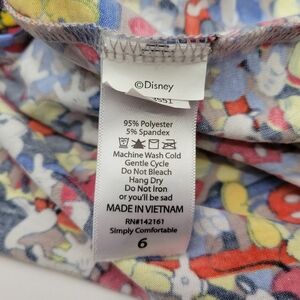 ©Disney
95% Polyester
5% Spandex
Machine Wash Cold
Gentle Cycle
Do Not Bleach
Hang Dry
Do Not Iron
or you'll be sad
MADE IN VIETNAM
RN#142161
Simply Comfortable
6